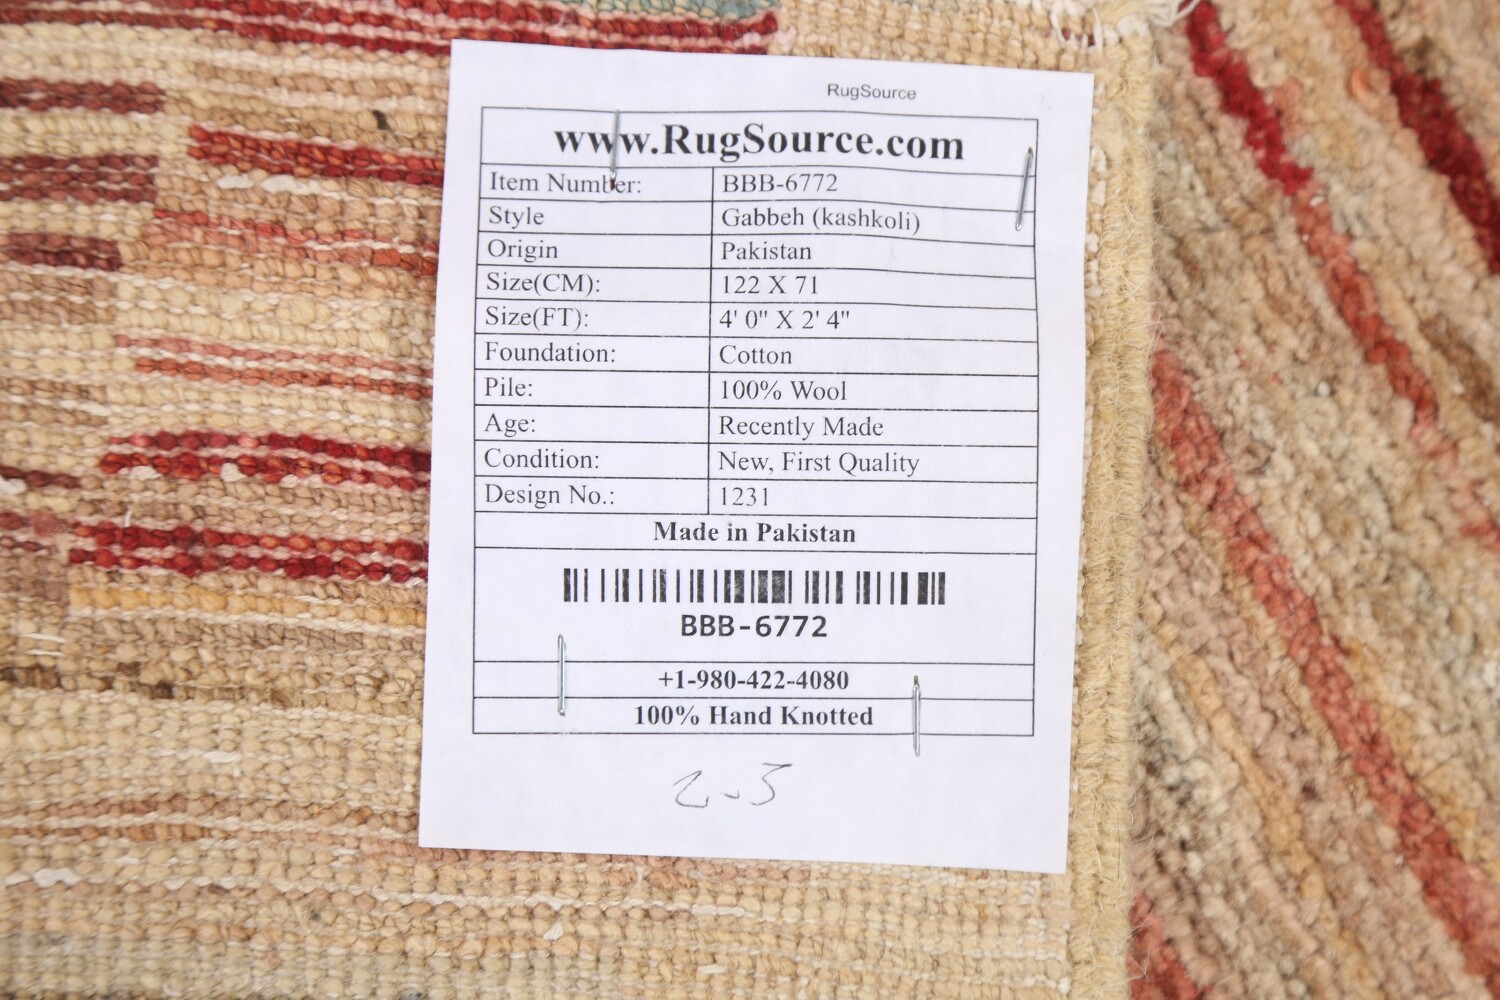 RugSource
www.RugSource.com
Item Number: BBB-6772
Style Gabbeh (kashkoli)
Origin Pakistan
Size(CM): 122 X 71
Size(FT): 4' 0" X 2' 4"
Foundation: Cotton
Pile: 100% Wool
Age: Recently Made
Condition: New, First Quality
Design No.: 1231
Made in Pakistan
BBB-6772
+1-980-422-4080
100% Hand Knotted
2-3